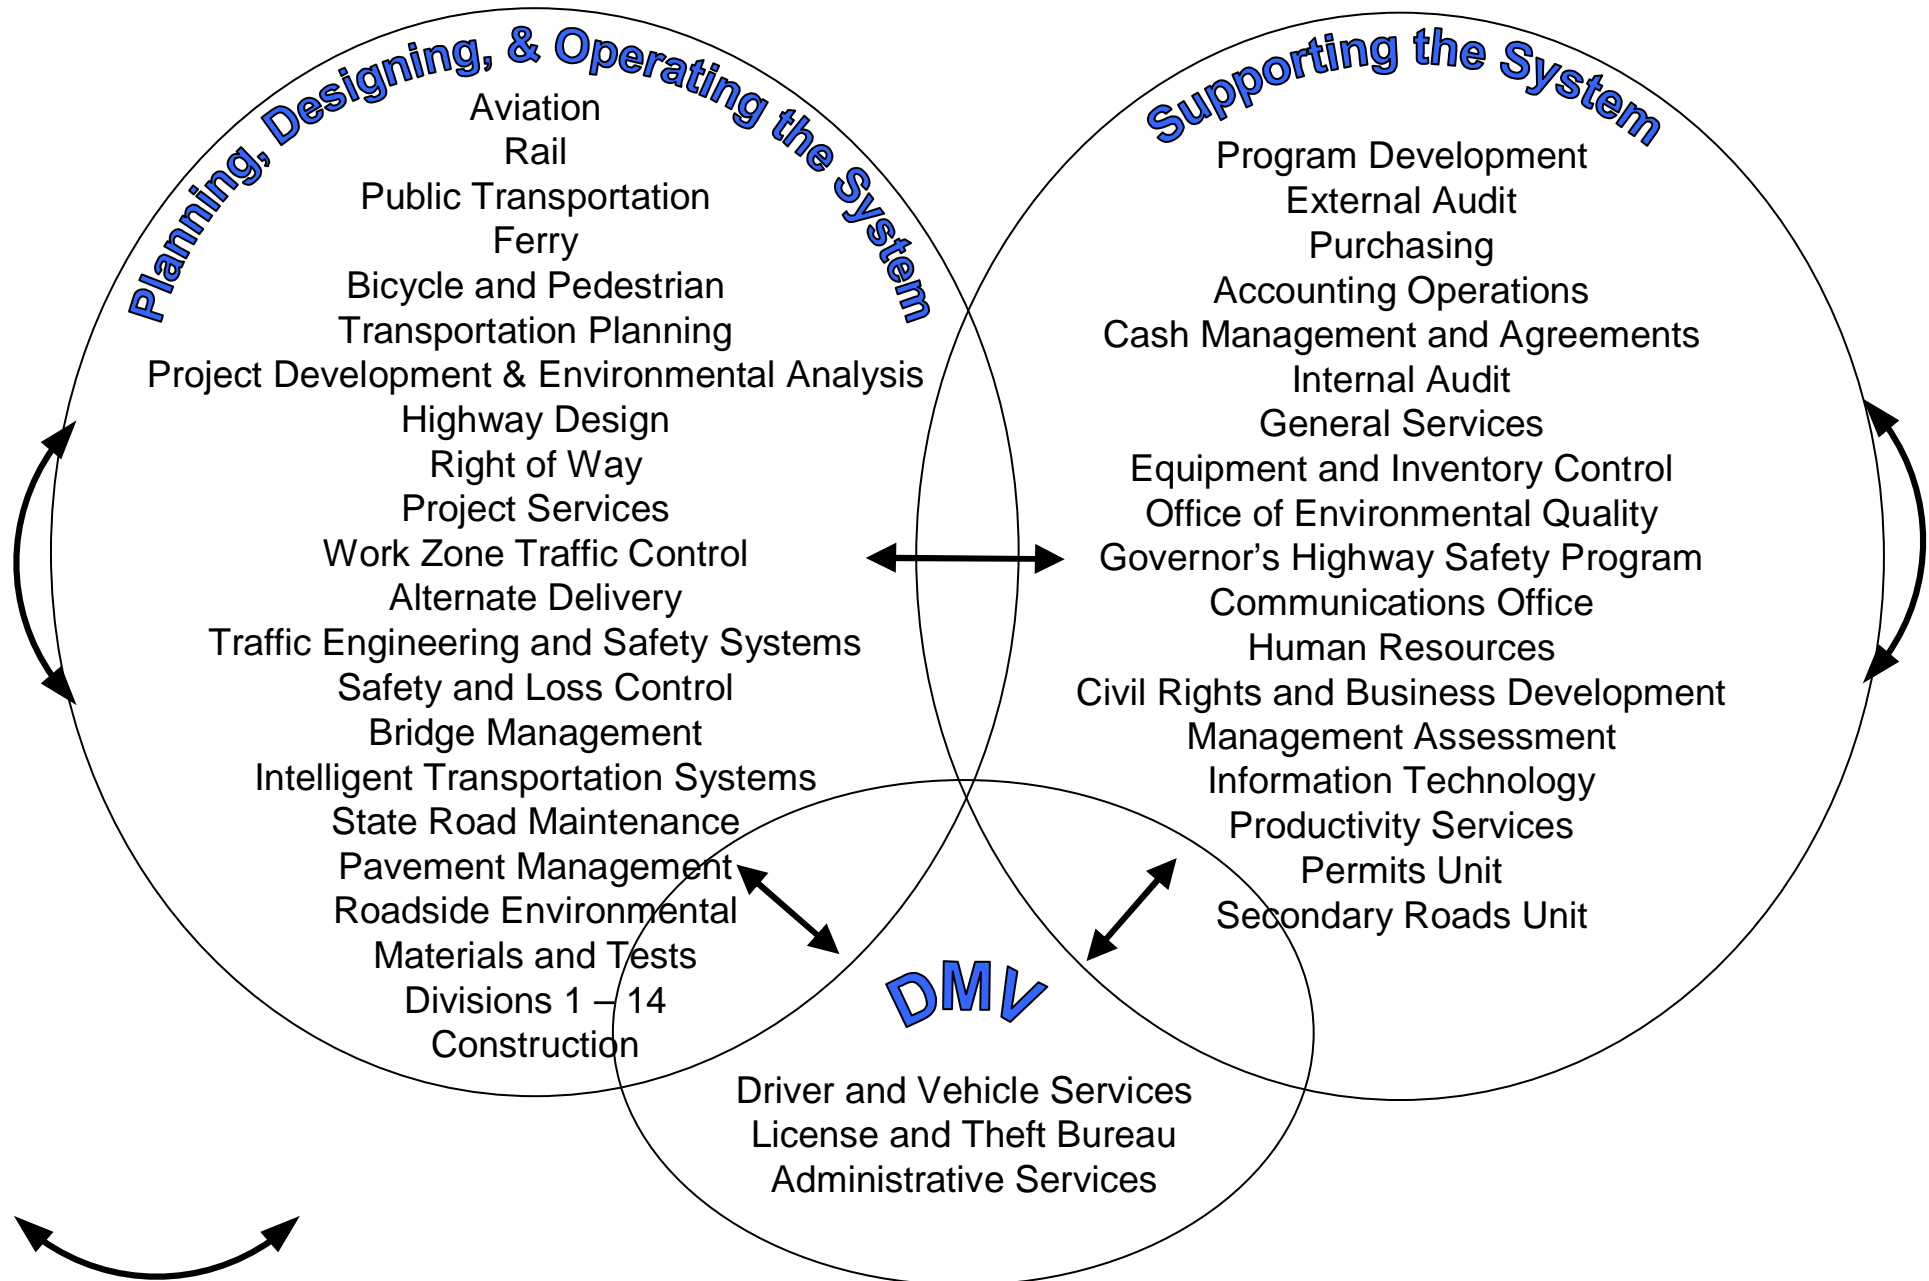 Planning, Designing, & Operating the System
Aviation
Rail
Public Transportation
Ferry
Bicycle and Pedestrian
Transportation Planning
Project Development & Environmental Analysis
Highway Design
Right of Way
Project Services
Work Zone Traffic Control
Alternate Delivery
Traffic Engineering and Safety Systems
Safety and Loss Control
Bridge Management
Intelligent Transportation Systems
State Road Maintenance
Pavement Management
Roadside Environmental
Materials and Tests
Divisions 1 – 14
Construction
Supporting the System
Program Development
External Audit
Purchasing
Accounting Operations
Cash Management and Agreements
Internal Audit
General Services
Equipment and Inventory Control
Office of Environmental Quality
Governor’s Highway Safety Program
Communications Office
Human Resources
Civil Rights and Business Development
Management Assessment
Information Technology
Productivity Services
Permits Unit
Secondary Roads Unit
DMV
Driver and Vehicle Services
License and Theft Bureau
Administrative Services